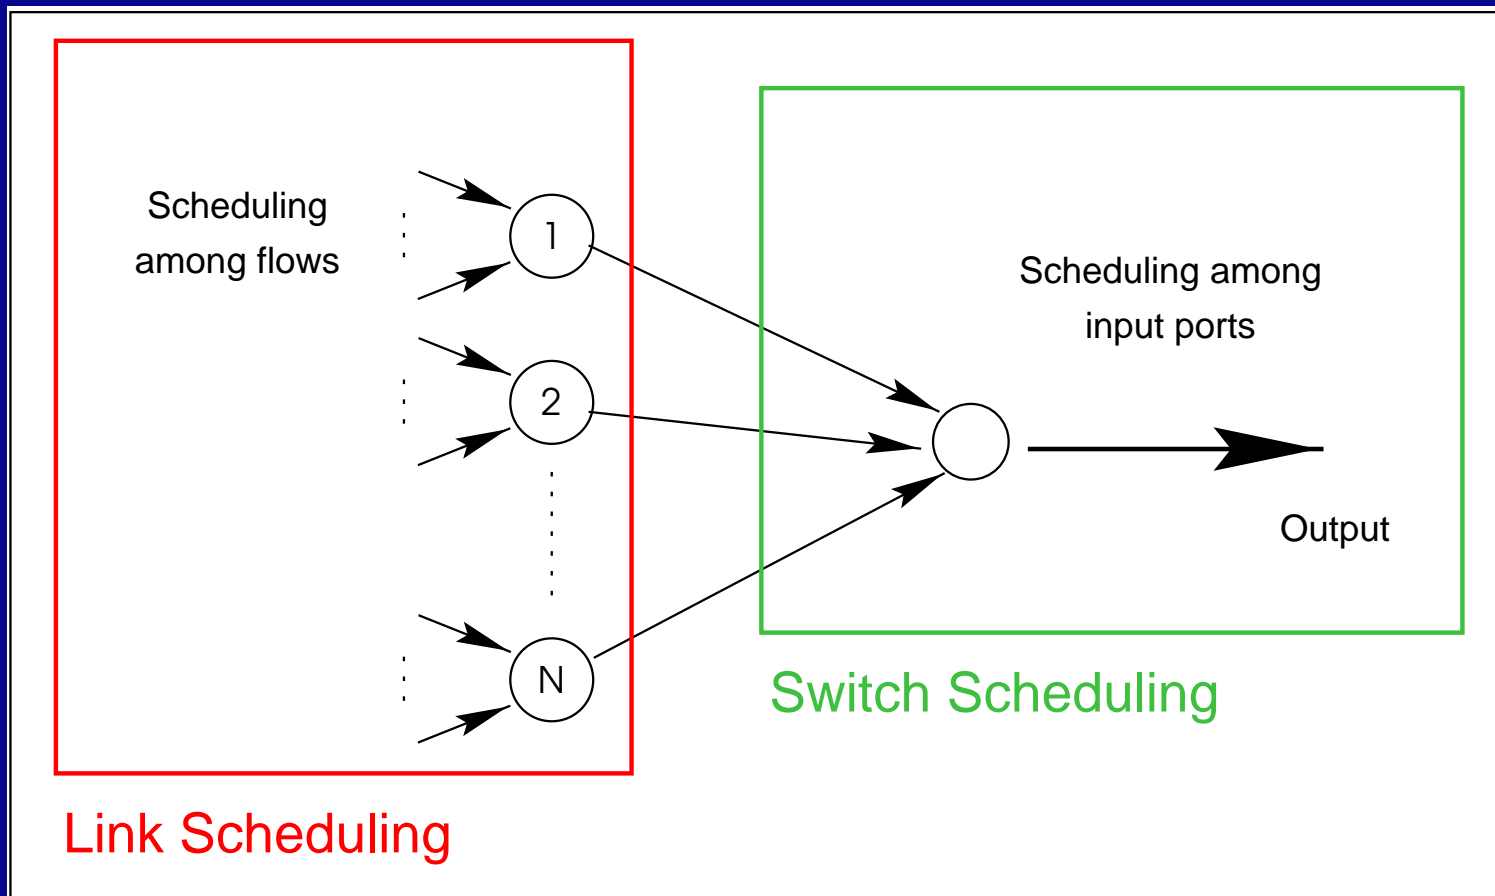 Scheduling
among flows
1
2
N
Scheduling among
input ports
Output
Switch Scheduling
Link Scheduling